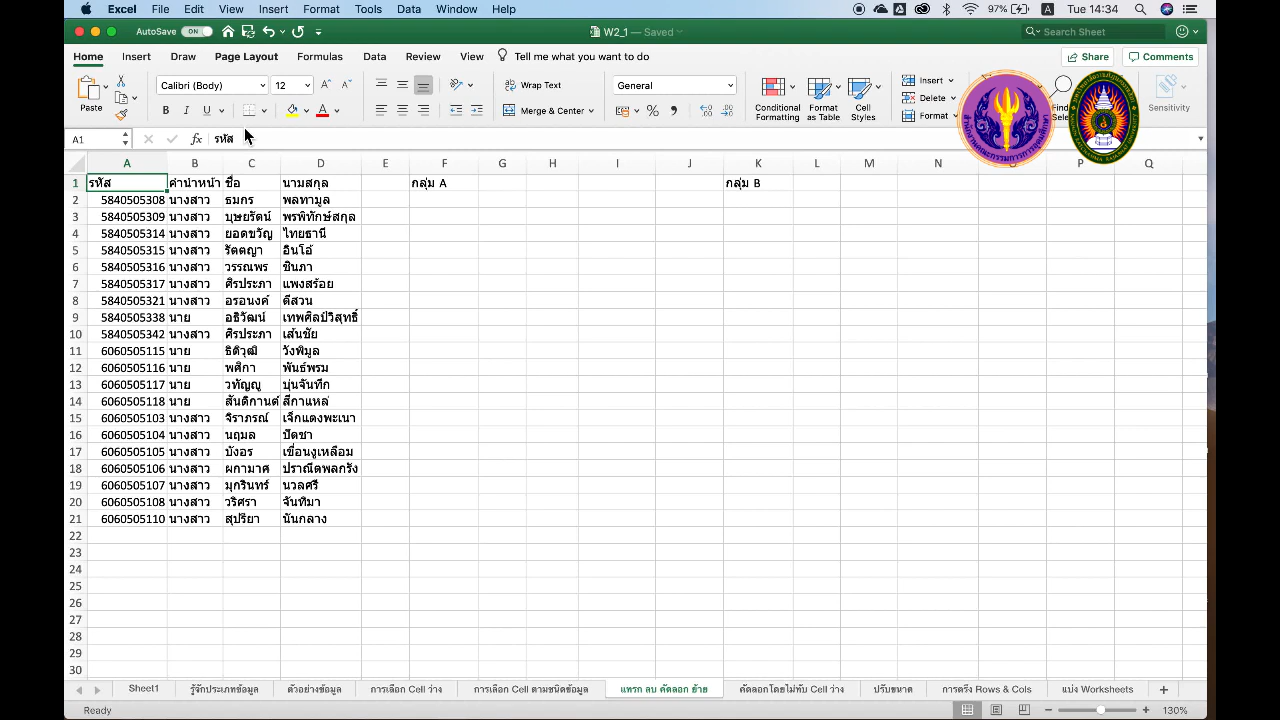 Excel File Edit View Insert Format Tools Data Window Help 97% A Tue 14:34
AutoSave ON W2_1 — Saved Search Sheet
Home Insert Draw Page Layout Formulas Data Review View Tell me what you want to do Share Comments
Paste Calibri (Body) 12 Wrap Text General Conditional Formatting Format as Table Cell Styles Insert
B I U Merge & Center % Delete Format Sensitivity
A1 fx รหัส
A B C D E F G H I J K L M N P Q
1 รหัส คำนำหน้า ชื่อ นามสกุล กลุ่ม A กลุ่ม B
2 5840505308 นางสาว ธมกร พลทามูล
3 5840505309 นางสาว บุษยรัตน์ พรพิทักษ์สกุล
4 5840505314 นางสาว ยอดขวัญ ไทยธานี
5 5840505315 นางสาว รัตตญา อินโอ้
6 5840505316 นางสาว วรรณพร ชินภา
7 5840505317 นางสาว ศิรประภา แพงสร้อย
8 5840505321 นางสาว อรอนงค์ ดีสวน
9 5840505338 นาย อธิวัฒน์ เทพศิลป์วิสุทธิ์
10 5840505342 นางสาว ศิรประภา เส้นชัย
11 6060505115 นาย ธิติวุฒิ วังพิมูล
12 6060505116 นาย พศิกา พันธ์พรม
13 6060505117 นาย วทัญญู บุ่นจันทึก
14 6060505118 นาย สันติกานต์ สีกาแหล่
15 6060505103 นางสาว จิราภรณ์ เจ็กแตงพะเนา
16 6060505104 นางสาว นฤมล ปัดชา
17 6060505105 นางสาว บังอร เขื่อนงูเหลือม
18 6060505106 นางสาว ผกามาศ ปราณีตพลกรัง
19 6060505107 นางสาว มุกรินทร์ นวลศรี
20 6060505108 นางสาว วริศรา จันทิมา
21 6060505110 นางสาว สุปรียา นันกลาง
22
23
24
25
26
27
28
29
30
Sheet1 รู้จักประเภทข้อมูล ตัวอย่างข้อมูล การเลือก Cell ว่าง การเลือก Cell ตามชนิดข้อมูล แทรก ลบ คัดลอก ย้าย คัดลอกโดยไม่ทับ Cell ว่าง ปรับขนาด การตรึง Rows & Cols แบ่ง Worksheets
Ready 130%